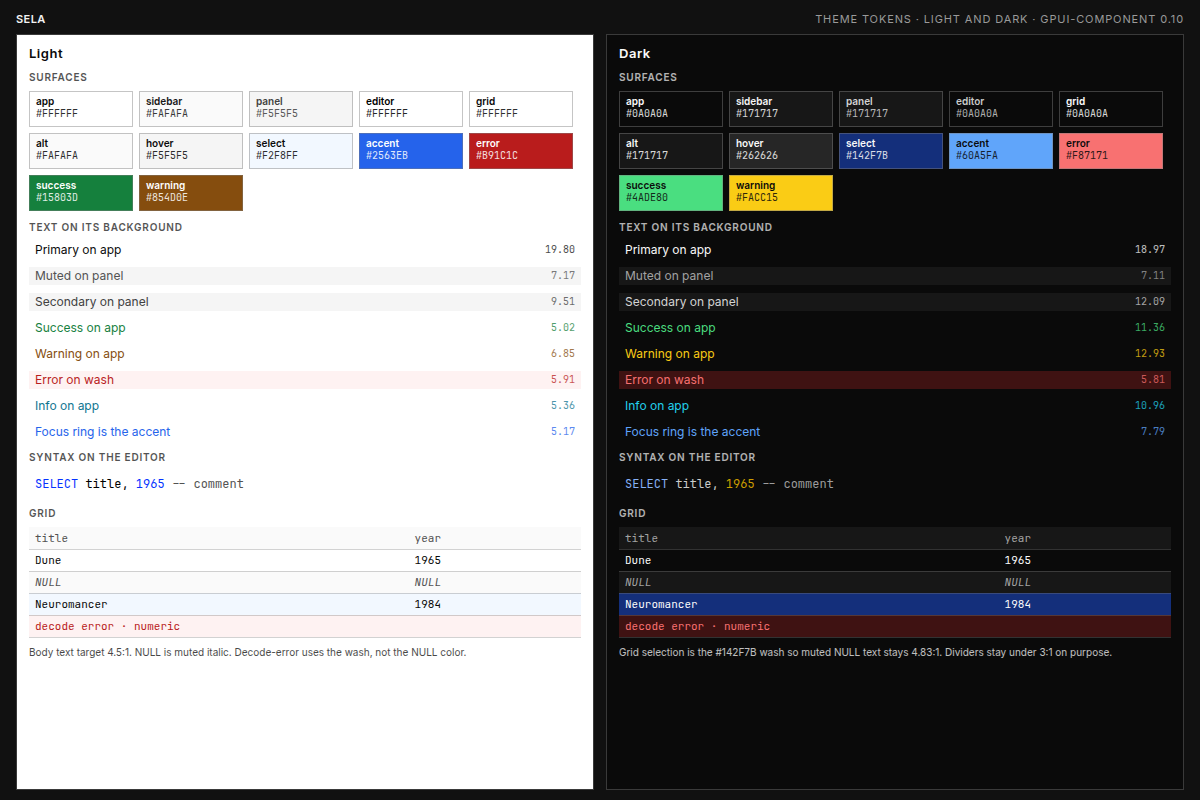 SELA
THEME TOKENS · LIGHT AND DARK · GPUI-COMPONENT 0.10
Light
SURFACES
app sidebar panel editor grid
#FFFFFF #FAFAFA #F5F5F5 #FFFFFF #FFFFFF
alt hover select accent error
#FAFAFA #F5F5F5 #F2F8FF #2563EB #B91C1C
success warning
#15803D #854D0E
TEXT ON ITS BACKGROUND
Primary on app 19.80
Muted on panel 7.17
Secondary on panel 9.51
Success on app 5.02
Warning on app 6.85
Error on wash 5.91
Info on app 5.36
Focus ring is the accent 5.17
SYNTAX ON THE EDITOR
SELECT title, 1965 -- comment
GRID
title year
Dune 1965
NULL NULL
Neuromancer 1984
decode error · numeric
Body text target 4.5:1. NULL is muted italic. Decode-error uses the wash, not the NULL color.
Dark
SURFACES
app sidebar panel editor grid
#0A0A0A #171717 #171717 #0A0A0A #0A0A0A
alt hover select accent error
#171717 #262626 #142F7B #60A5FA #F87171
success warning
#4ADE80 #FACC15
TEXT ON ITS BACKGROUND
Primary on app 18.97
Muted on panel 7.11
Secondary on panel 12.09
Success on app 11.36
Warning on app 12.93
Error on wash 5.81
Info on app 10.96
Focus ring is the accent 7.79
SYNTAX ON THE EDITOR
SELECT title, 1965 -- comment
GRID
title year
Dune 1965
NULL NULL
Neuromancer 1984
decode error · numeric
Grid selection is the #142F7B wash so muted NULL text stays 4.83:1. Dividers stay under 3:1 on purpose.